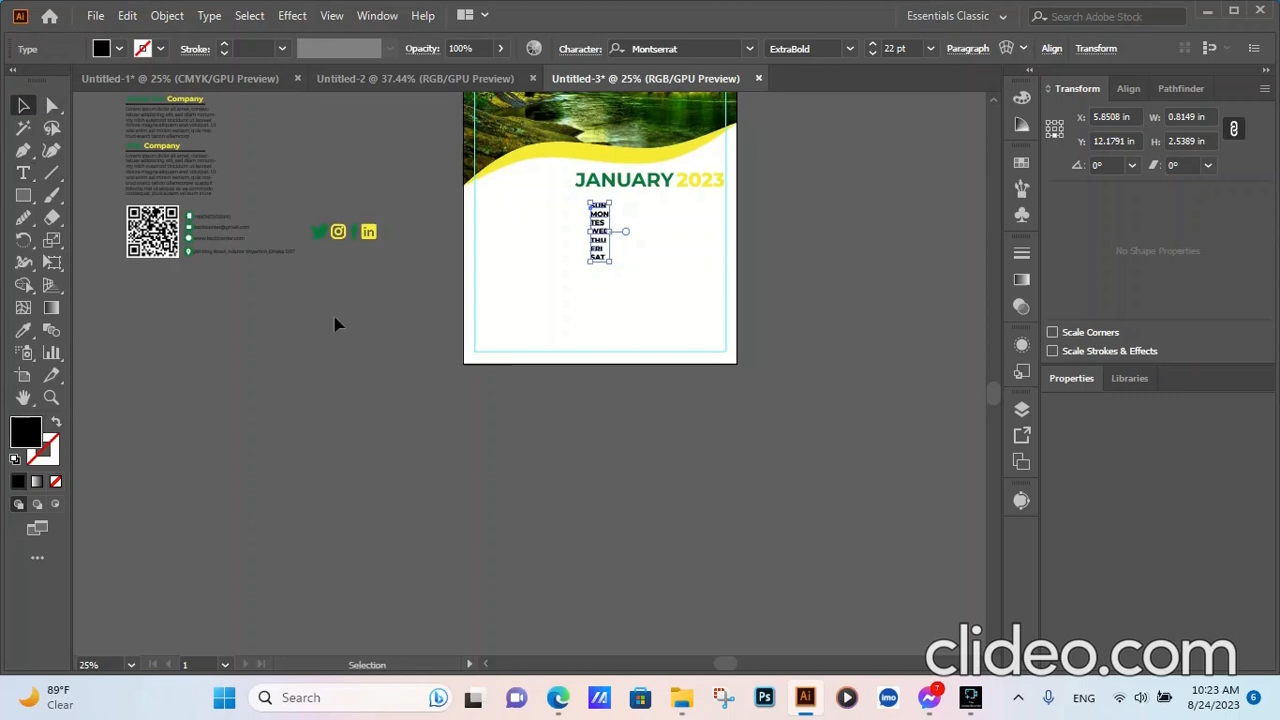 File Edit Object Type Select Effect View Window Help
Essentials Classic
Search Adobe Stock
Type
Stroke:
Opacity: 100%
Character: Montserrat
ExtraBold
22 pt
Paragraph
Align
Transform
Untitled-1* @ 25% (CMYK/GPU Preview)
Untitled-2 @ 37.44% (RGB/GPU Preview)
Untitled-3* @ 25% (RGB/GPU Preview)
Transform Align Pathfinder
X: 5.8508 in W: 0.8149 in
Y: 12.1791 in H: 2.5389 in
0° 0°
No Shape Properties
Scale Corners
Scale Strokes & Effects
Properties Libraries
Company
Company
JANUARY 2023
SUN
MON
TES
WEE
THU
FRI
SAT
25% 1 Selection
clideo.com
89°F
Clear
Search
ENG
10:23 AM
8/24/2023
6
7